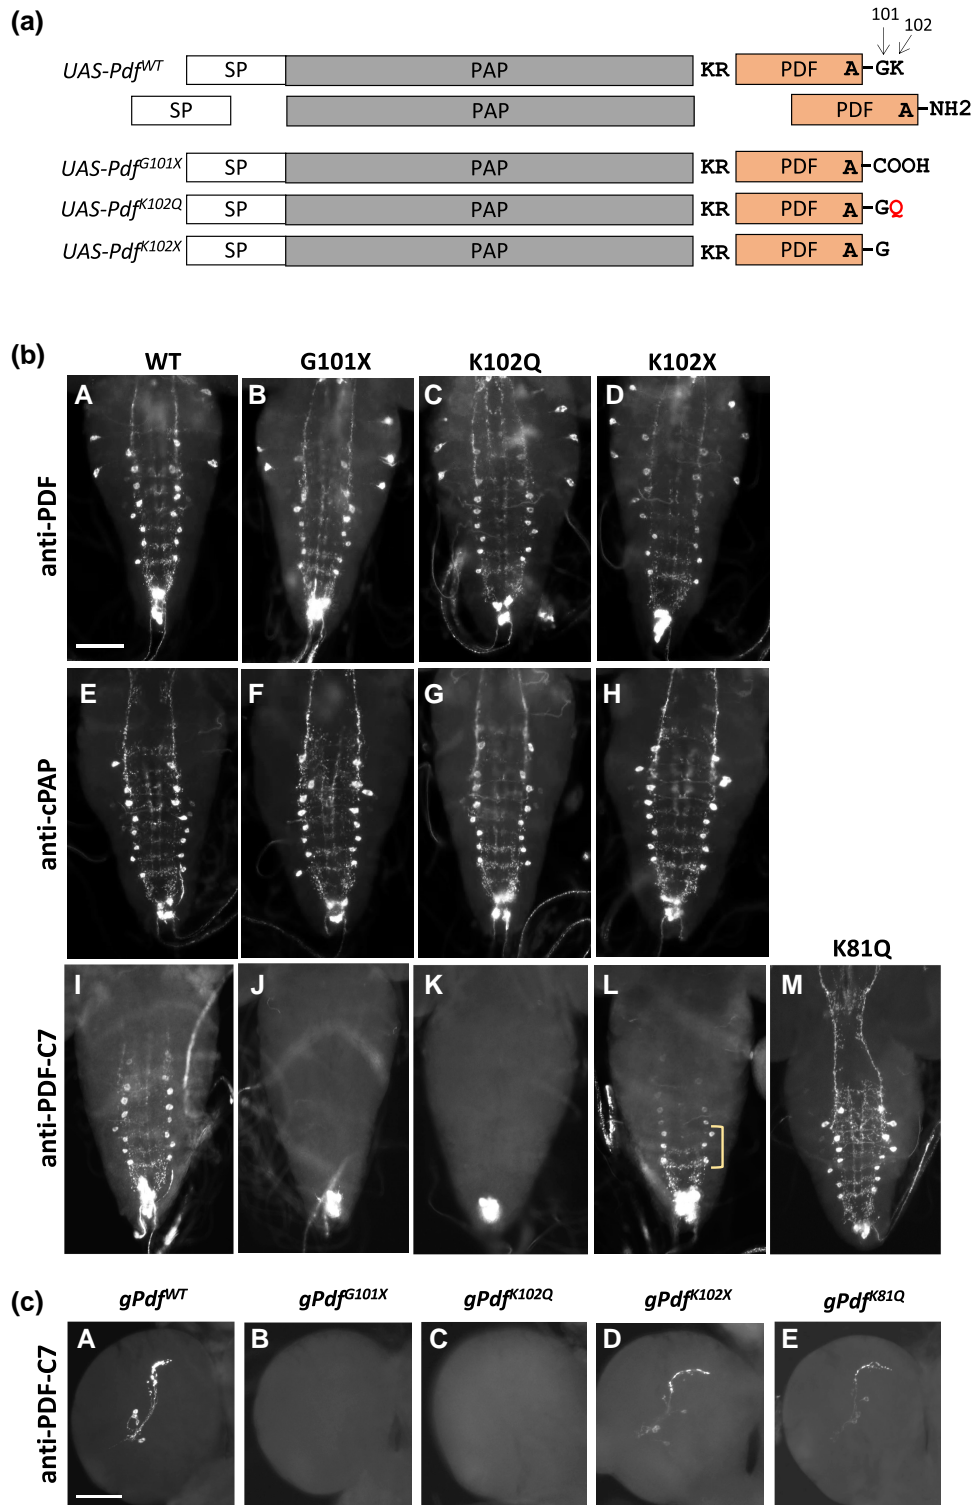 (a)
101
102
UAS-Pdf^WT SP PAP KR PDF A-GK
SP PAP PDF A-NH2
UAS-Pdf^G101X SP PAP KR PDF A-COOH
UAS-Pdf^K102Q SP PAP KR PDF A-GQ
UAS-Pdf^K102X SP PAP KR PDF A-G
(b)
WT G101X K102Q K102X
anti-PDF
A B C D
anti-cPAP
E F G H
K81Q
anti-PDF-C7
I J K L M
(c)
gPdf^WT gPdf^G101X gPdf^K102Q gPdf^K102X gPdf^K81Q
anti-PDF-C7
A B C D E